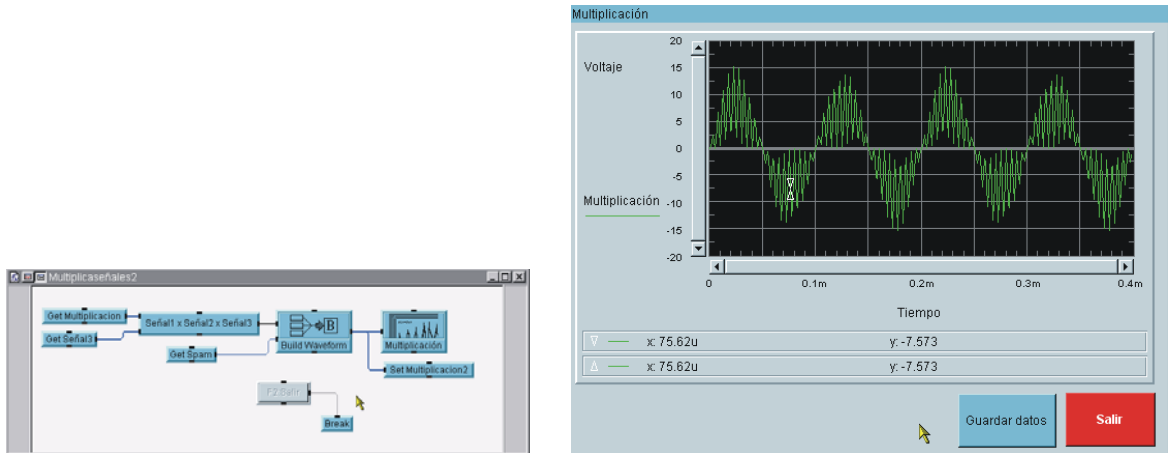 Multiplicaseñales2
Get Multiplicacion
Get Señal3
Señal1 x Señal2 x Señal3
Get Spam
B
Build Waveform
Multiplicación
Set Multiplicacion2
F2:Salir
Break
Multiplicación
Voltaje
Multiplicación
20
15
10
5
0
-5
-10
-15
-20
0
0.1m
0.2m
0.3m
0.4m
Tiempo
x: 75.62u y: -7.573
x: 75.62u y: -7.573
Guardar datos
Salir